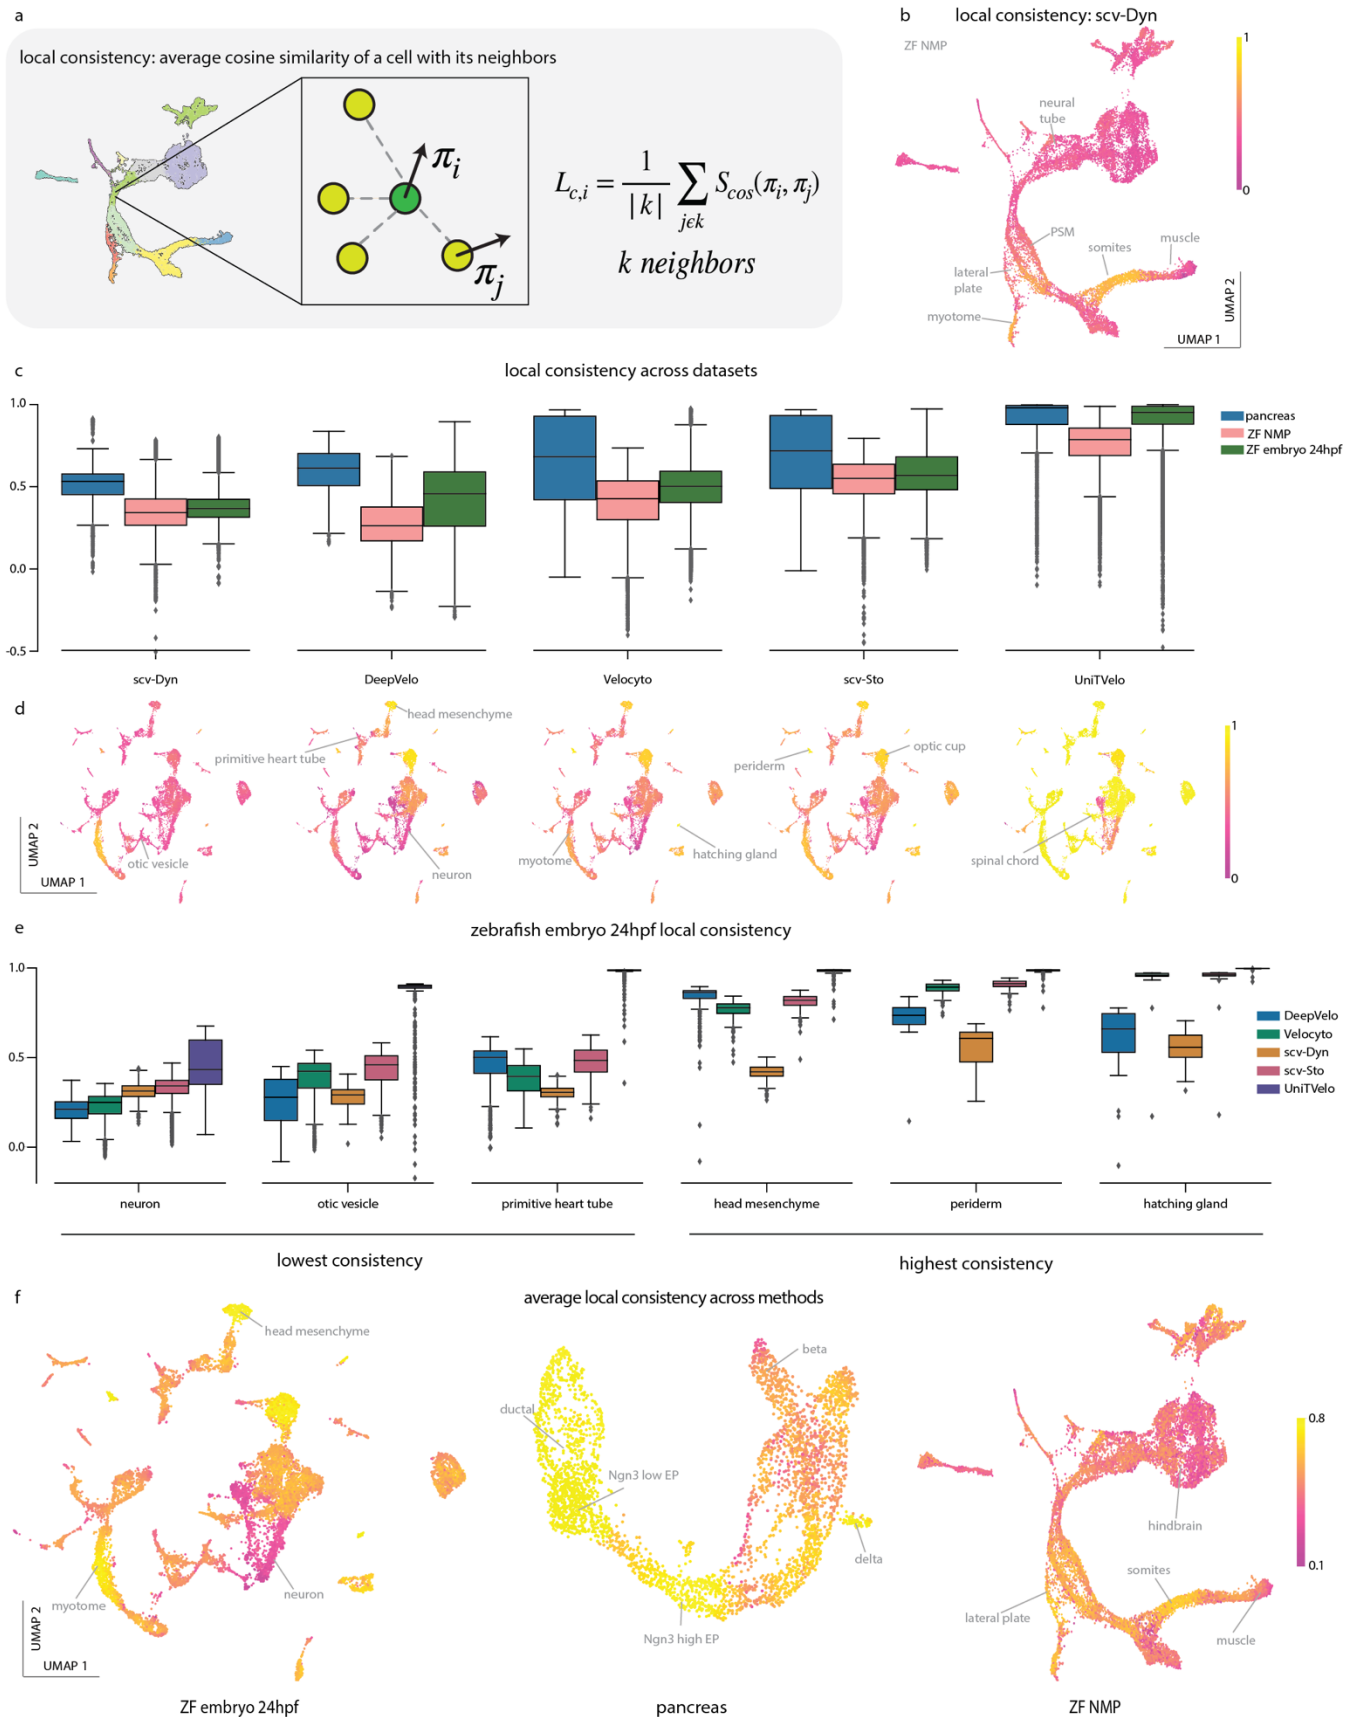 a
local consistency: average cosine similarity of a cell with its neighbors
π_i
π_j
L_{c,i} = \frac{1}{|k|} \sum_{jϵk} S_{cos}(π_i, π_j)
k neighbors
b local consistency: scv-Dyn
ZF NMP
1
0
neural
tube
PSM
somites
muscle
lateral
plate
myotome
UMAP 2
UMAP 1
c local consistency across datasets
1.0
0.5
0.0
-0.5
pancreas
ZF NMP
ZF embryo 24hpf
scv-Dyn DeepVelo Velocyto scv-Sto UniTVelo
d
head mesenchyme
primitive heart tube
periderm
optic cup
otic vesicle
neuron
myotome
hatching gland
spinal chord
1
0
UMAP 2
UMAP 1
e zebrafish embryo 24hpf local consistency
1.0
0.5
0.0
DeepVelo
Velocyto
scv-Dyn
scv-Sto
UniTVelo
neuron otic vesicle primitive heart tube head mesenchyme periderm hatching gland
lowest consistency highest consistency
f average local consistency across methods
head mesenchyme
myotome
neuron
UMAP 2
UMAP 1
ZF embryo 24hpf
beta
ductal
Ngn3 low EP
delta
Ngn3 high EP
pancreas
hindbrain
somites
lateral plate
muscle
0.8
0.1
ZF NMP